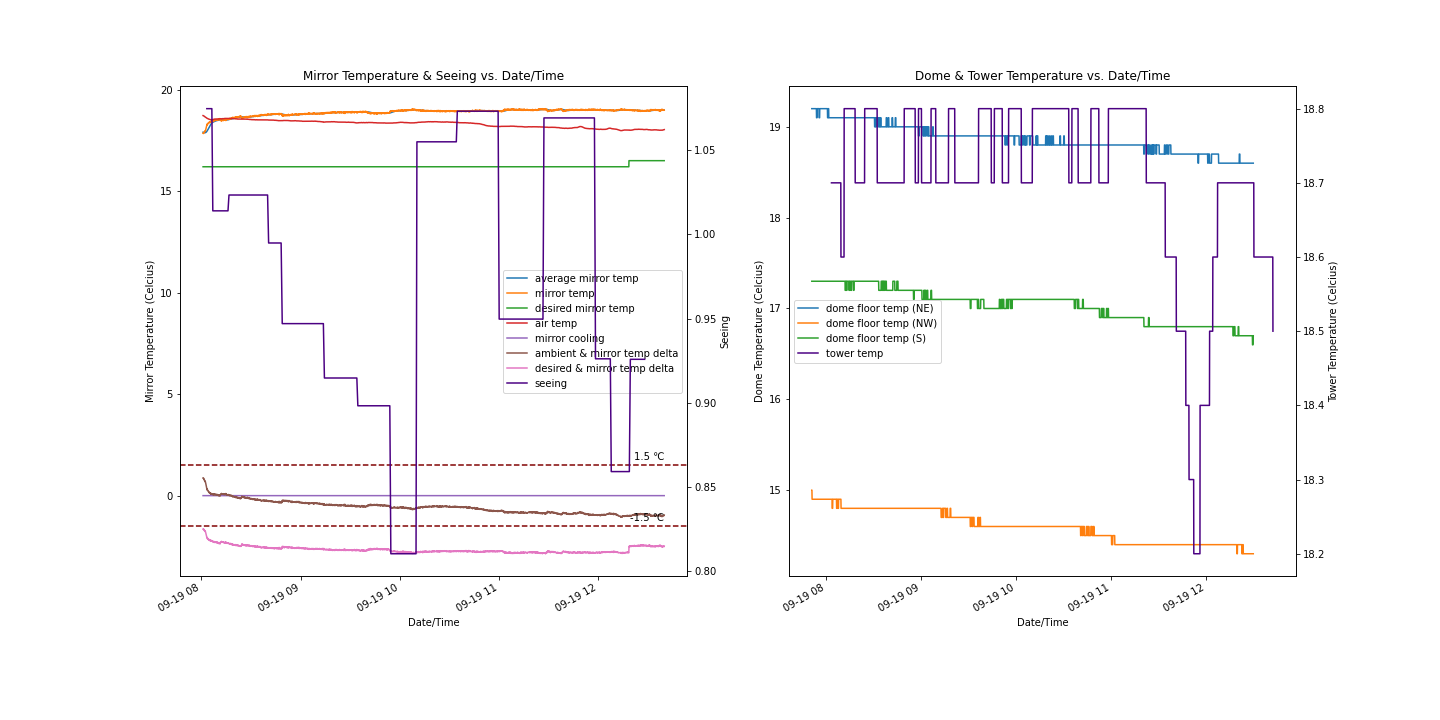 Mirror Temperature & Seeing vs. Date/Time
Mirror Temperature (Celcius)
20
15
10
5
0
1.05
1.00
0.95
0.90
0.85
0.80
Seeing
average mirror temp
mirror temp
desired mirror temp
air temp
mirror cooling
ambient & mirror temp delta
desired & mirror temp delta
seeing
1.5 °C
-1.5 °C
09-19 08
09-19 09
09-19 10
09-19 11
09-19 12
Date/Time
Dome & Tower Temperature vs. Date/Time
Dome Temperature (Celcius)
19
18
17
16
15
18.8
18.7
18.6
18.5
18.4
18.3
18.2
Tower Temperature (Celcius)
dome floor temp (NE)
dome floor temp (NW)
dome floor temp (S)
tower temp
09-19 08
09-19 09
09-19 10
09-19 11
09-19 12
Date/Time